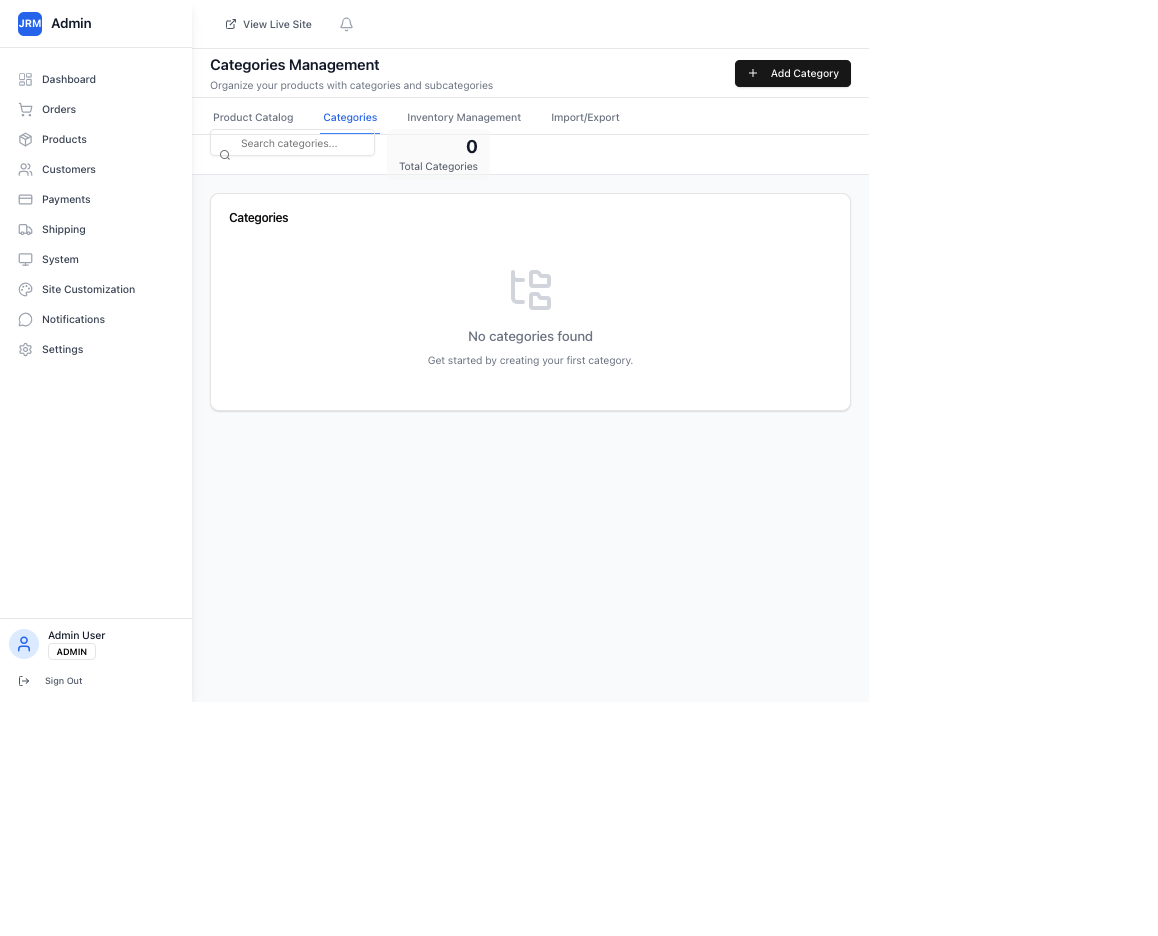 JRM Admin
View Live Site
Dashboard
Orders
Products
Customers
Payments
Shipping
System
Site Customization
Notifications
Settings
Admin User
ADMIN
Sign Out
Categories Management
Organize your products with categories and subcategories
Add Category
Product Catalog Categories Inventory Management Import/Export
Search categories...
0
Total Categories
Categories
No categories found
Get started by creating your first category.